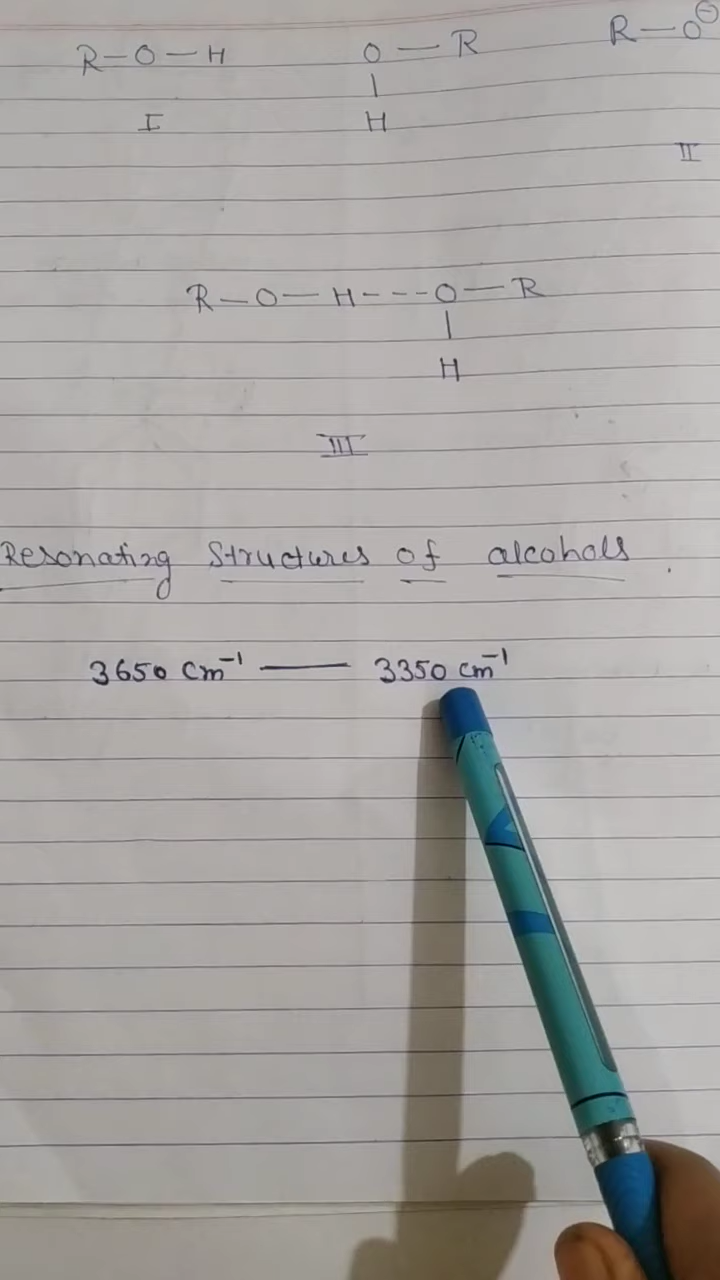 R-O-H O-R R-O⊖
|
I H
II
R-O-H---O-R
|
H
III
Resonating Structures of alcohols.
3650 cm⁻¹ — 3350 cm⁻¹